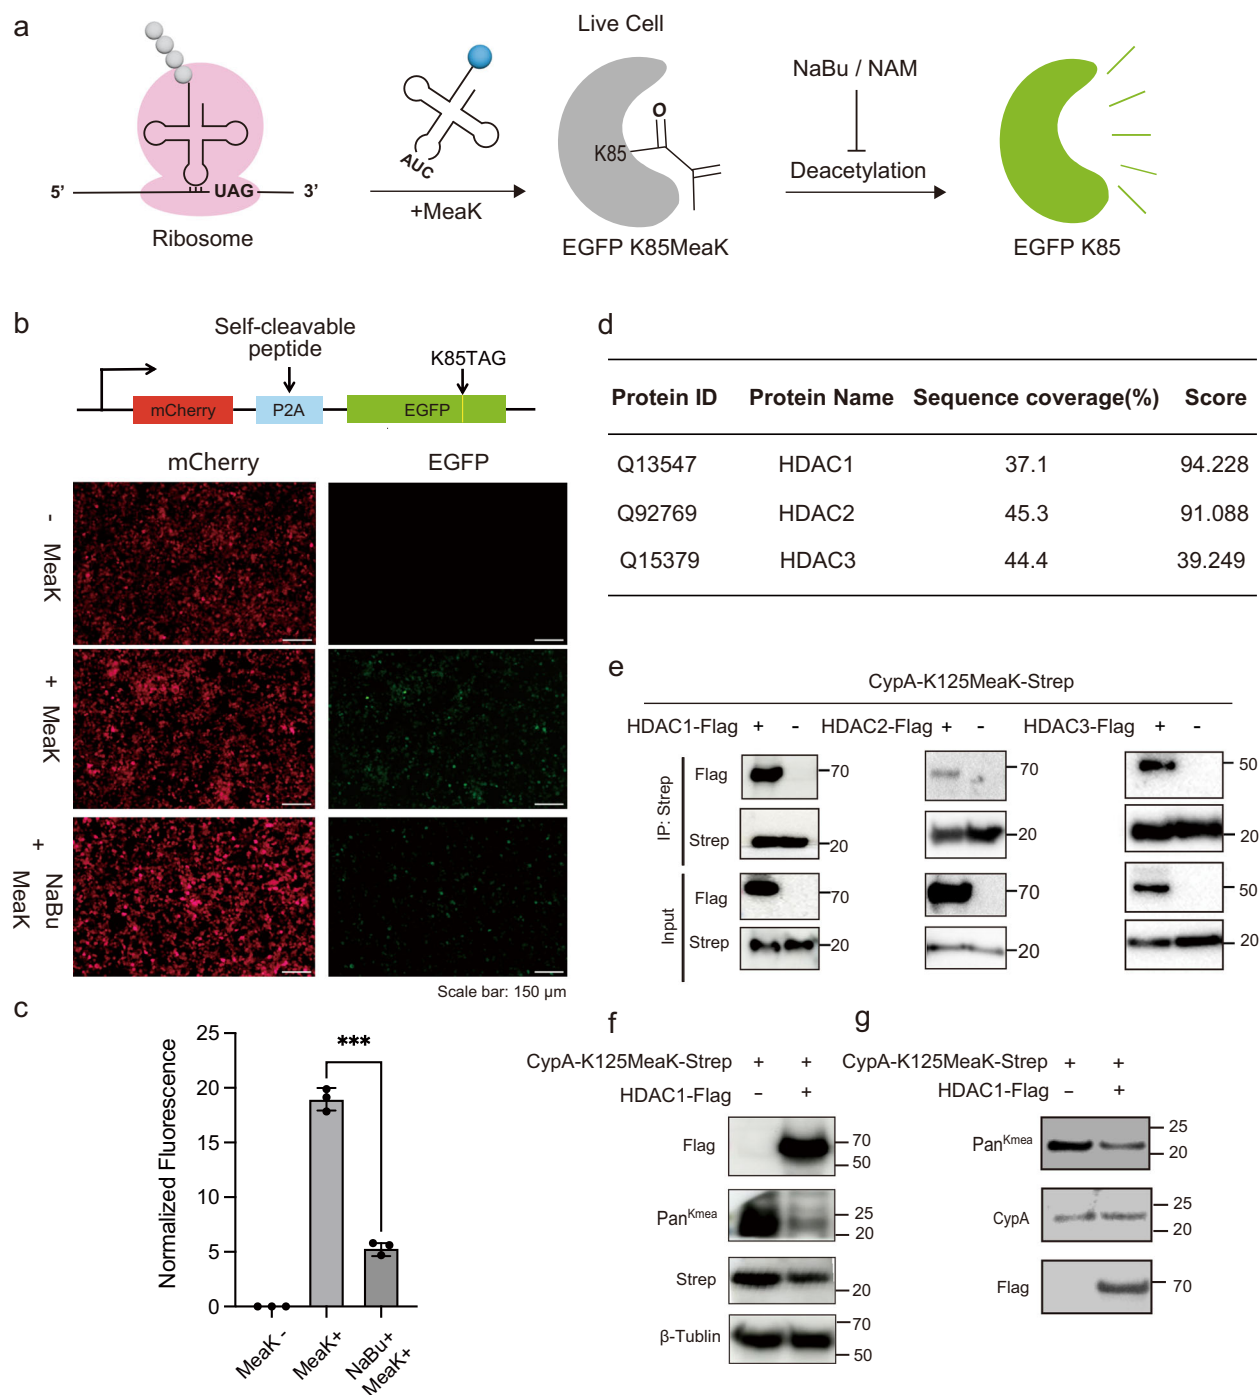 a
Live Cell
NaBu / NAM
O
K85
AUC
5'
UAG
3'
+MeaK
Deacetylation
Ribosome
EGFP K85MeaK
EGFP K85
b
Self-cleavable
peptide
K85TAG
mCherry
P2A
EGFP
mCherry
EGFP
- MeaK
+ MeaK
+ NaBu
MeaK
Scale bar: 150 μm
c
Normalized Fluorescence
25
20
15
10
5
0
***
MeaK -
MeaK+
NaBu+
MeaK+
d
Protein ID Protein Name Sequence coverage(%) Score
Q13547 HDAC1 37.1 94.228
Q92769 HDAC2 45.3 91.088
Q15379 HDAC3 44.4 39.249
e
CypA-K125MeaK-Strep
HDAC1-Flag + - HDAC2-Flag + - HDAC3-Flag + -
IP: Strep
Flag 70 70 50
Strep 20 20 20
Input
Flag 70 70 50
Strep 20 20 20
f
CypA-K125MeaK-Strep + +
HDAC1-Flag - +
Flag 70
50
PanKmea 25
20
Strep 20
β-Tublin 70
50
g
CypA-K125MeaK-Strep + +
HDAC1-Flag - +
PanKmea 25
20
CypA 25
20
Flag 70